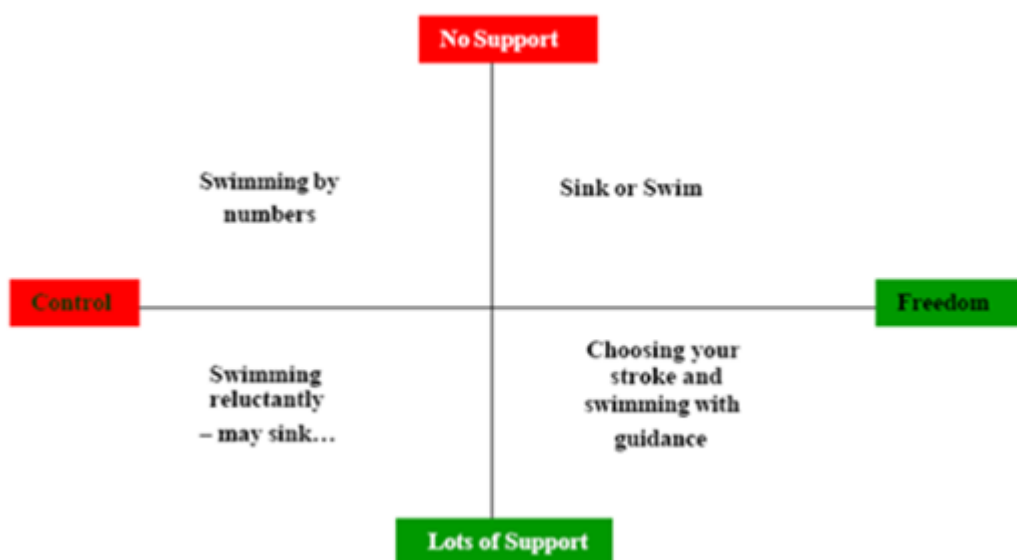 No Support
Swimming by
numbers
Sink or Swim
Control
Freedom
Swimming
reluctantly
– may sink…
Choosing your
stroke and
swimming with
guidance
Lots of Support